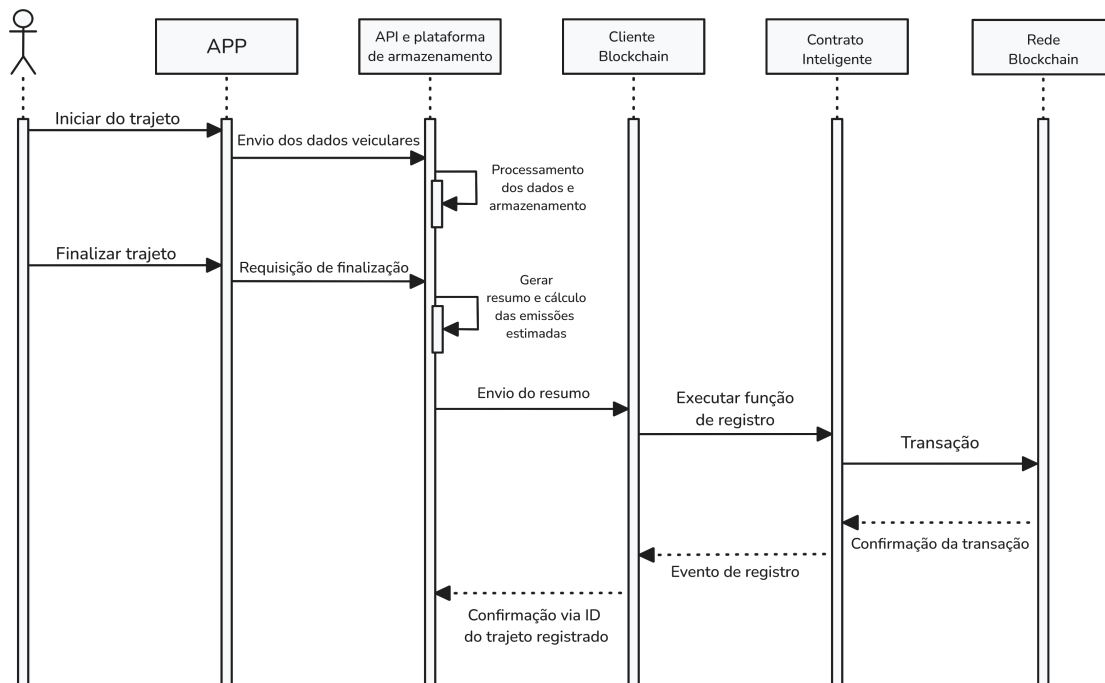 APP
API e plataforma
de armazenamento
Cliente
Blockchain
Contrato
Inteligente
Rede
Blockchain
Iniciar do trajeto
Envio dos dados veiculares
Processamento
dos dados e
armazenamento
Finalizar trajeto
Requisição de finalização
Gerar
resumo e cálculo
das emissões
estimadas
Envio do resumo
Executar função
de registro
Transação
Confirmação da transação
Evento de registro
Confirmação via ID
do trajeto registrado